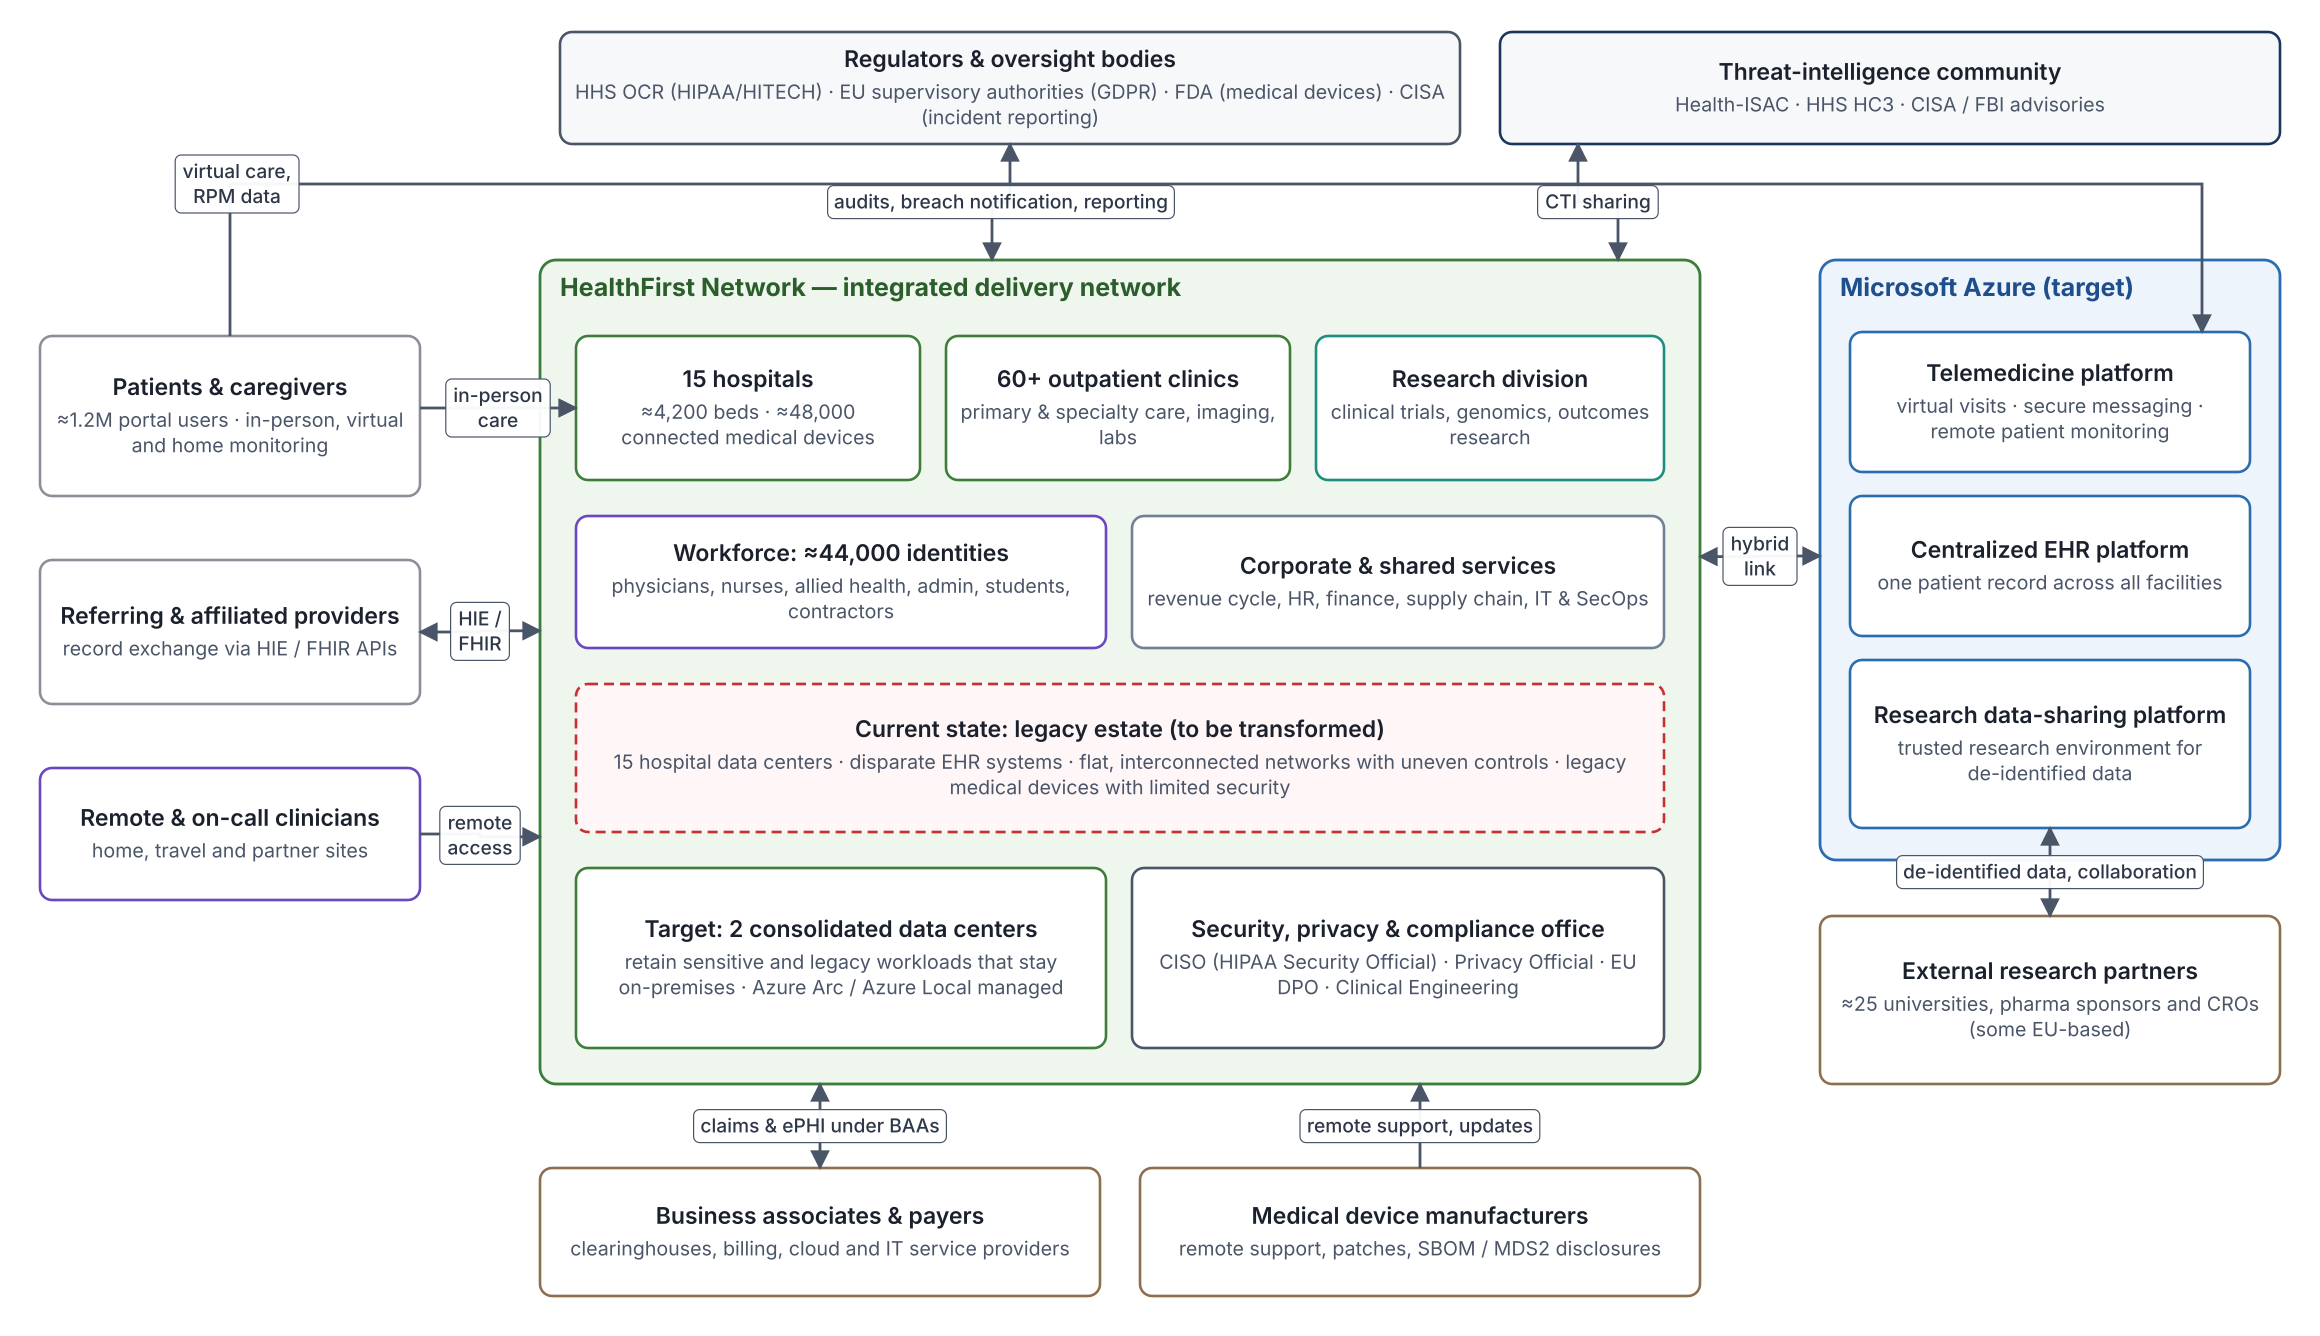 Regulators & oversight bodies
HHS OCR (HIPAA/HITECH) · EU supervisory authorities (GDPR) · FDA (medical devices) · CISA
(incident reporting)
Threat-intelligence community
Health-ISAC · HHS HC3 · CISA / FBI advisories
virtual care,
RPM data
audits, breach notification, reporting
CTI sharing
HealthFirst Network — integrated delivery network
Microsoft Azure (target)
Patients & caregivers
≈1.2M portal users · in-person, virtual
and home monitoring
in-person
care
15 hospitals
≈4,200 beds · ≈48,000
connected medical devices
60+ outpatient clinics
primary & specialty care, imaging,
labs
Research division
clinical trials, genomics, outcomes
research
Telemedicine platform
virtual visits · secure messaging ·
remote patient monitoring
Workforce: ≈44,000 identities
physicians, nurses, allied health, admin, students,
contractors
Corporate & shared services
revenue cycle, HR, finance, supply chain, IT & SecOps
hybrid
link
Centralized EHR platform
one patient record across all facilities
Referring & affiliated providers
record exchange via HIE / FHIR APIs
HIE /
FHIR
Current state: legacy estate (to be transformed)
15 hospital data centers · disparate EHR systems · flat, interconnected networks with uneven controls · legacy
medical devices with limited security
Research data-sharing platform
trusted research environment for
de-identified data
Remote & on-call clinicians
home, travel and partner sites
remote
access
de-identified data, collaboration
Target: 2 consolidated data centers
retain sensitive and legacy workloads that stay
on-premises · Azure Arc / Azure Local managed
Security, privacy & compliance office
CISO (HIPAA Security Official) · Privacy Official · EU
DPO · Clinical Engineering
External research partners
≈25 universities, pharma sponsors and CROs
(some EU-based)
claims & ePHI under BAAs
remote support, updates
Business associates & payers
clearinghouses, billing, cloud and IT service providers
Medical device manufacturers
remote support, patches, SBOM / MDS2 disclosures